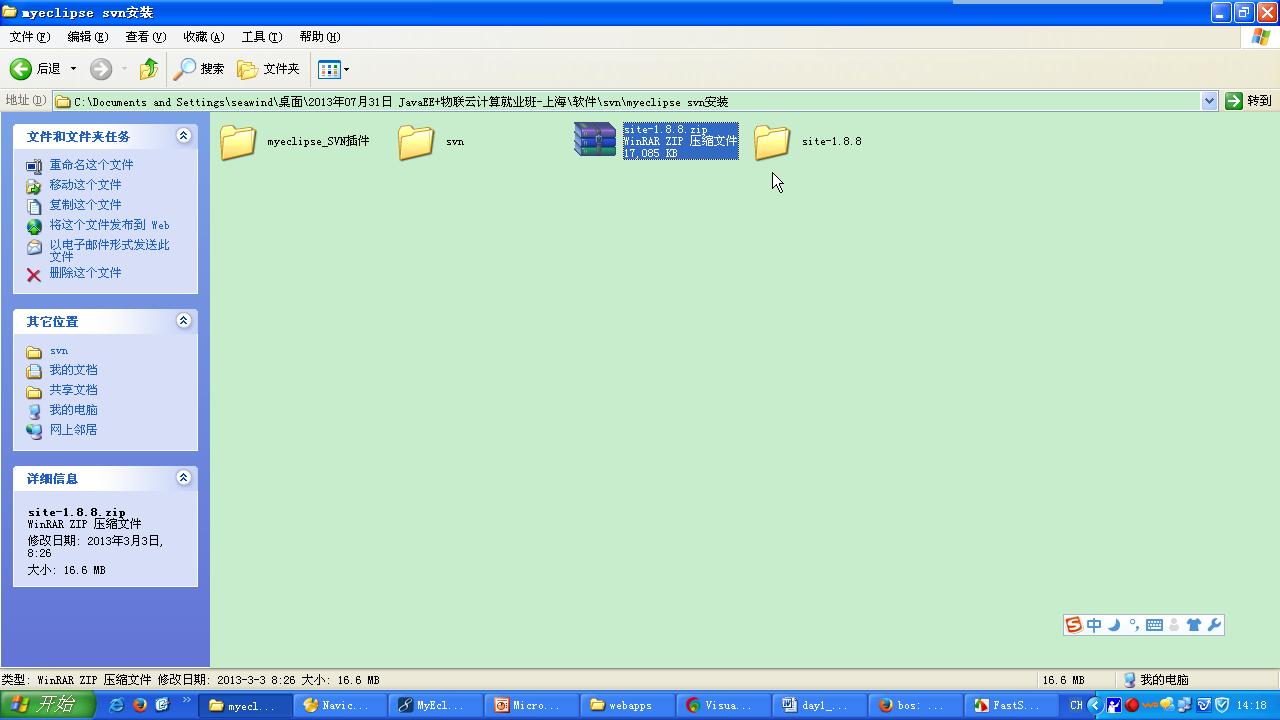 myeclipse svn安装
文件(F) 编辑(E) 查看(V) 收藏(A) 工具(T) 帮助(H)
后退 搜索 文件夹
地址(D) C:\Documents and Settings\seawind\桌面\2013年07月31日 JavaEE+物联云计算就业班-上海\软件\svn\myeclipse svn安装 转到
文件和文件夹任务
重命名这个文件
移动这个文件
复制这个文件
将这个文件发布到 Web
以电子邮件形式发送此
文件
删除这个文件
其它位置
svn
我的文档
共享文档
我的电脑
网上邻居
详细信息
site-1.8.8.zip
WinRAR ZIP 压缩文件
修改日期: 2013年3月3日,
8:26
大小: 16.6 MB
myeclipse_SVN插件
svn
site-1.8.8.zip
WinRAR ZIP 压缩文件
17,085 KB
site-1.8.8
中
类型: WinRAR ZIP 压缩文件 修改日期: 2013-3-3 8:26 大小: 16.6 MB 16.6 MB 我的电脑
开始 myecl... Navic... MyEcl... Micro... webapps Visua... day1_... bos: ... FastS... CH 14:18